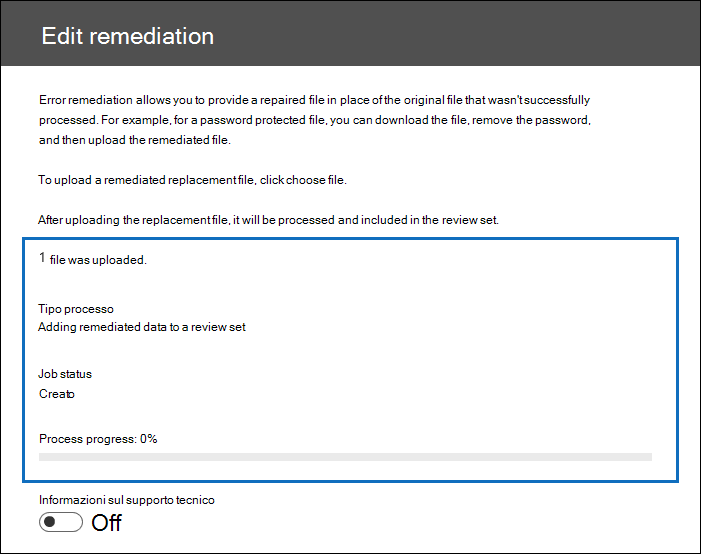 Edit remediation
Error remediation allows you to provide a repaired file in place of the original file that wasn't successfully
processed. For example, for a password protected file, you can download the file, remove the password,
and then upload the remediated file.
To upload a remediated replacement file, click choose file.
After uploading the replacement file, it will be processed and included in the review set.
1 file was uploaded.
Tipo processo
Adding remediated data to a review set
Job status
Creato
Process progress: 0%
Informazioni sul supporto tecnico
Off